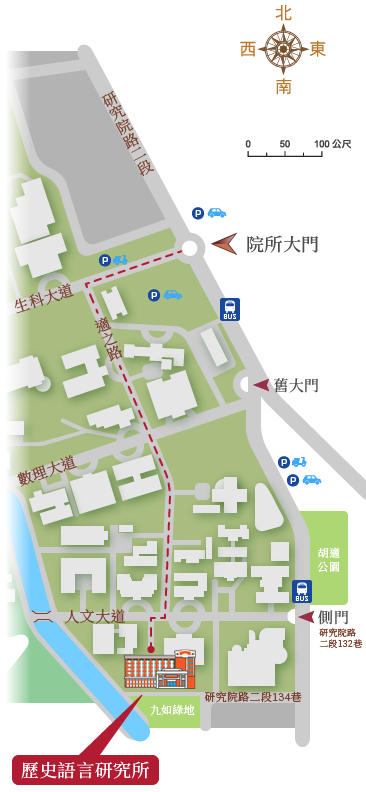 北
西
東
南
0 50 100 公尺
研究院路二段
P
院所大門
P
生科大道
P
BUS
適之路
舊大門
數理大道
P
P
胡適
公園
BUS
人文大道
側門
研究院路
二段132巷
研究院路二段134巷
九如綠地
歷史語言研究所